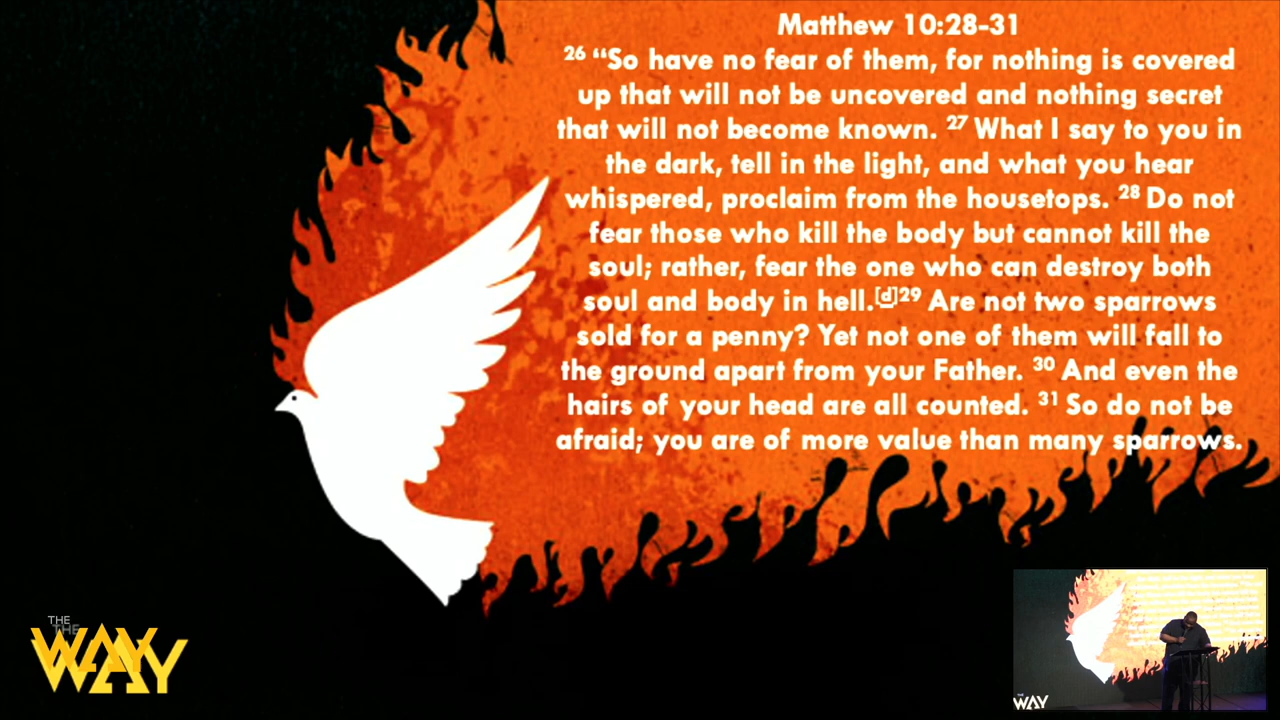 Matthew 10:28-31
26 “So have no fear of them, for nothing is covered
up that will not be uncovered and nothing secret
that will not become known. 27 What I say to you in
the dark, tell in the light, and what you hear
whispered, proclaim from the housetops. 28 Do not
fear those who kill the body but cannot kill the
soul; rather, fear the one who can destroy both
soul and body in hell.[d]29 Are not two sparrows
sold for a penny? Yet not one of them will fall to
the ground apart from your Father. 30 And even the
hairs of your head are all counted. 31 So do not be
afraid; you are of more value than many sparrows.
THE
THE
WAY
WAY
THE
WAY